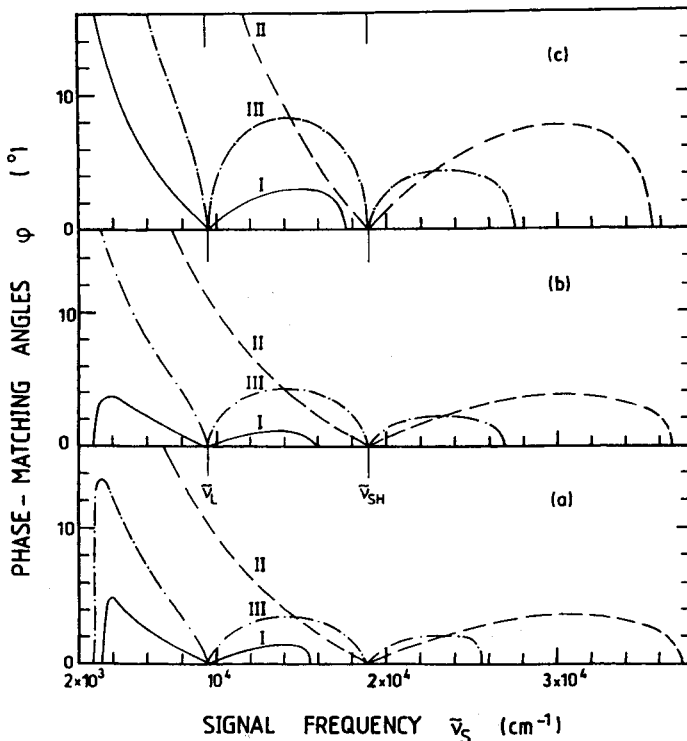 PHASE-MATCHING ANGLES φ (°)
(c)
II
III
I
10
0
(b)
II
III
I
10
0
ν̃L
ν̃SH
(a)
II
III
I
10
0
2×10³
10⁴
2×10⁴
3×10⁴
SIGNAL FREQUENCY ν̃S (cm⁻¹)